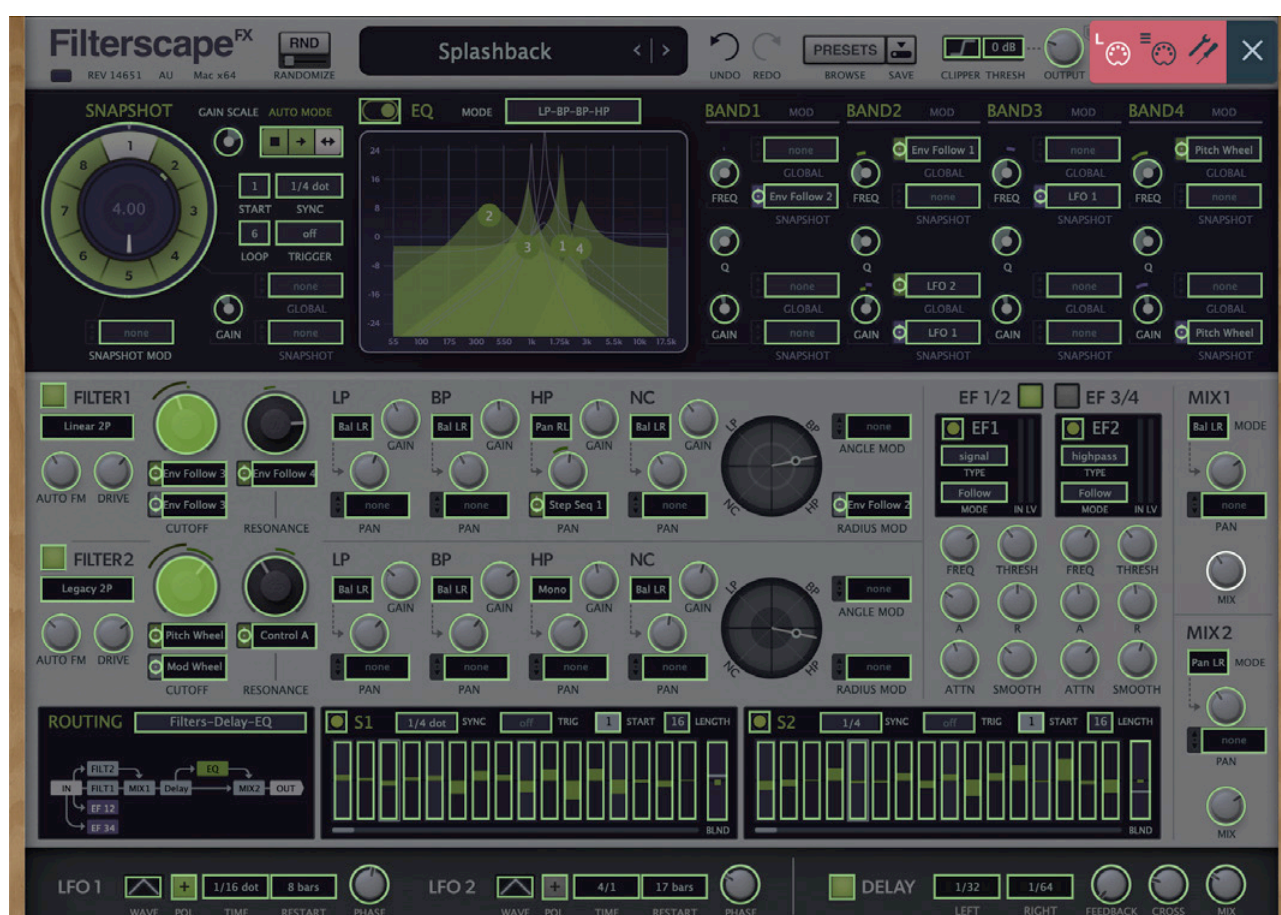 Filterscape FX
REV 14651 AU Mac x64
RND
RANDOMIZE
Splashback
< | >
UNDO REDO
PRESETS
BROWSE SAVE
0 dB
CLIPPER THRESH OUTPUT
L
SNAPSHOT
1
2
3
4
5
6
7
8
4.00
none
SNAPSHOT MOD
GAIN SCALE AUTO MODE
1 1/4 dot
START SYNC
6 off
LOOP TRIGGER
none
GLOBAL
GAIN none
SNAPSHOT
EQ MODE LP-BP-BP-HP
24
16
8
0
-8
-16
-24
2
3 1 4
55 100 175 300 550 1k 1.75k 3k 5.5k 10k 17.5k
BAND1 MOD BAND2 MOD BAND3 MOD BAND4 MOD
none Env Follow 1 none Pitch Wheel
GLOBAL GLOBAL GLOBAL GLOBAL
FREQ Env Follow 2 FREQ none FREQ LFO 1 FREQ none
SNAPSHOT SNAPSHOT SNAPSHOT SNAPSHOT
Q Q Q Q
none LFO 2 none none
GLOBAL GLOBAL GLOBAL GLOBAL
GAIN none GAIN LFO 1 GAIN none GAIN Pitch Wheel
SNAPSHOT SNAPSHOT SNAPSHOT SNAPSHOT
FILTER1
Linear 2P
AUTO FM DRIVE
Env Follow 3 Env Follow 4
Env Follow 3
CUTOFF RESONANCE
LP BP HP NC
Bal LR Bal LR Pan RL Bal LR
GAIN GAIN GAIN GAIN
none none Step Seq 1 none
PAN PAN PAN PAN
LP BP
NC HP
none
ANGLE MOD
Env Follow 2
RADIUS MOD
FILTER2
Legacy 2P
AUTO FM DRIVE
Pitch Wheel Control A
Mod Wheel
CUTOFF RESONANCE
LP BP HP NC
Bal LR Bal LR Mono Bal LR
GAIN GAIN GAIN GAIN
none none none none
PAN PAN PAN PAN
LP BP
NC HP
none
ANGLE MOD
none
RADIUS MOD
EF 1/2 EF 3/4
EF1 EF2
signal highpass
TYPE TYPE
Follow Follow
MODE IN LV MODE IN LV
FREQ THRESH FREQ THRESH
A R A R
ATTN SMOOTH ATTN SMOOTH
MIX1
Bal LR MODE
none
PAN
MIX
MIX2
Pan LR MODE
none
PAN
MIX
ROUTING Filters-Delay-EQ
FILT2 EQ
IN FILT1 MIX1 Delay MIX2 OUT
EF 12
EF 34
S1 1/4 dot SYNC off TRIG 1 START 16 LENGTH
BLND
S2 1/4 SYNC off TRIG 1 START 16 LENGTH
BLND
LFO 1 + 1/16 dot 8 bars
WAVE POL TIME RESTART PHASE
LFO 2 + 4/1 17 bars
WAVE POL TIME RESTART PHASE
DELAY 1/32 1/64
LEFT RIGHT FEEDBACK CROSS MIX